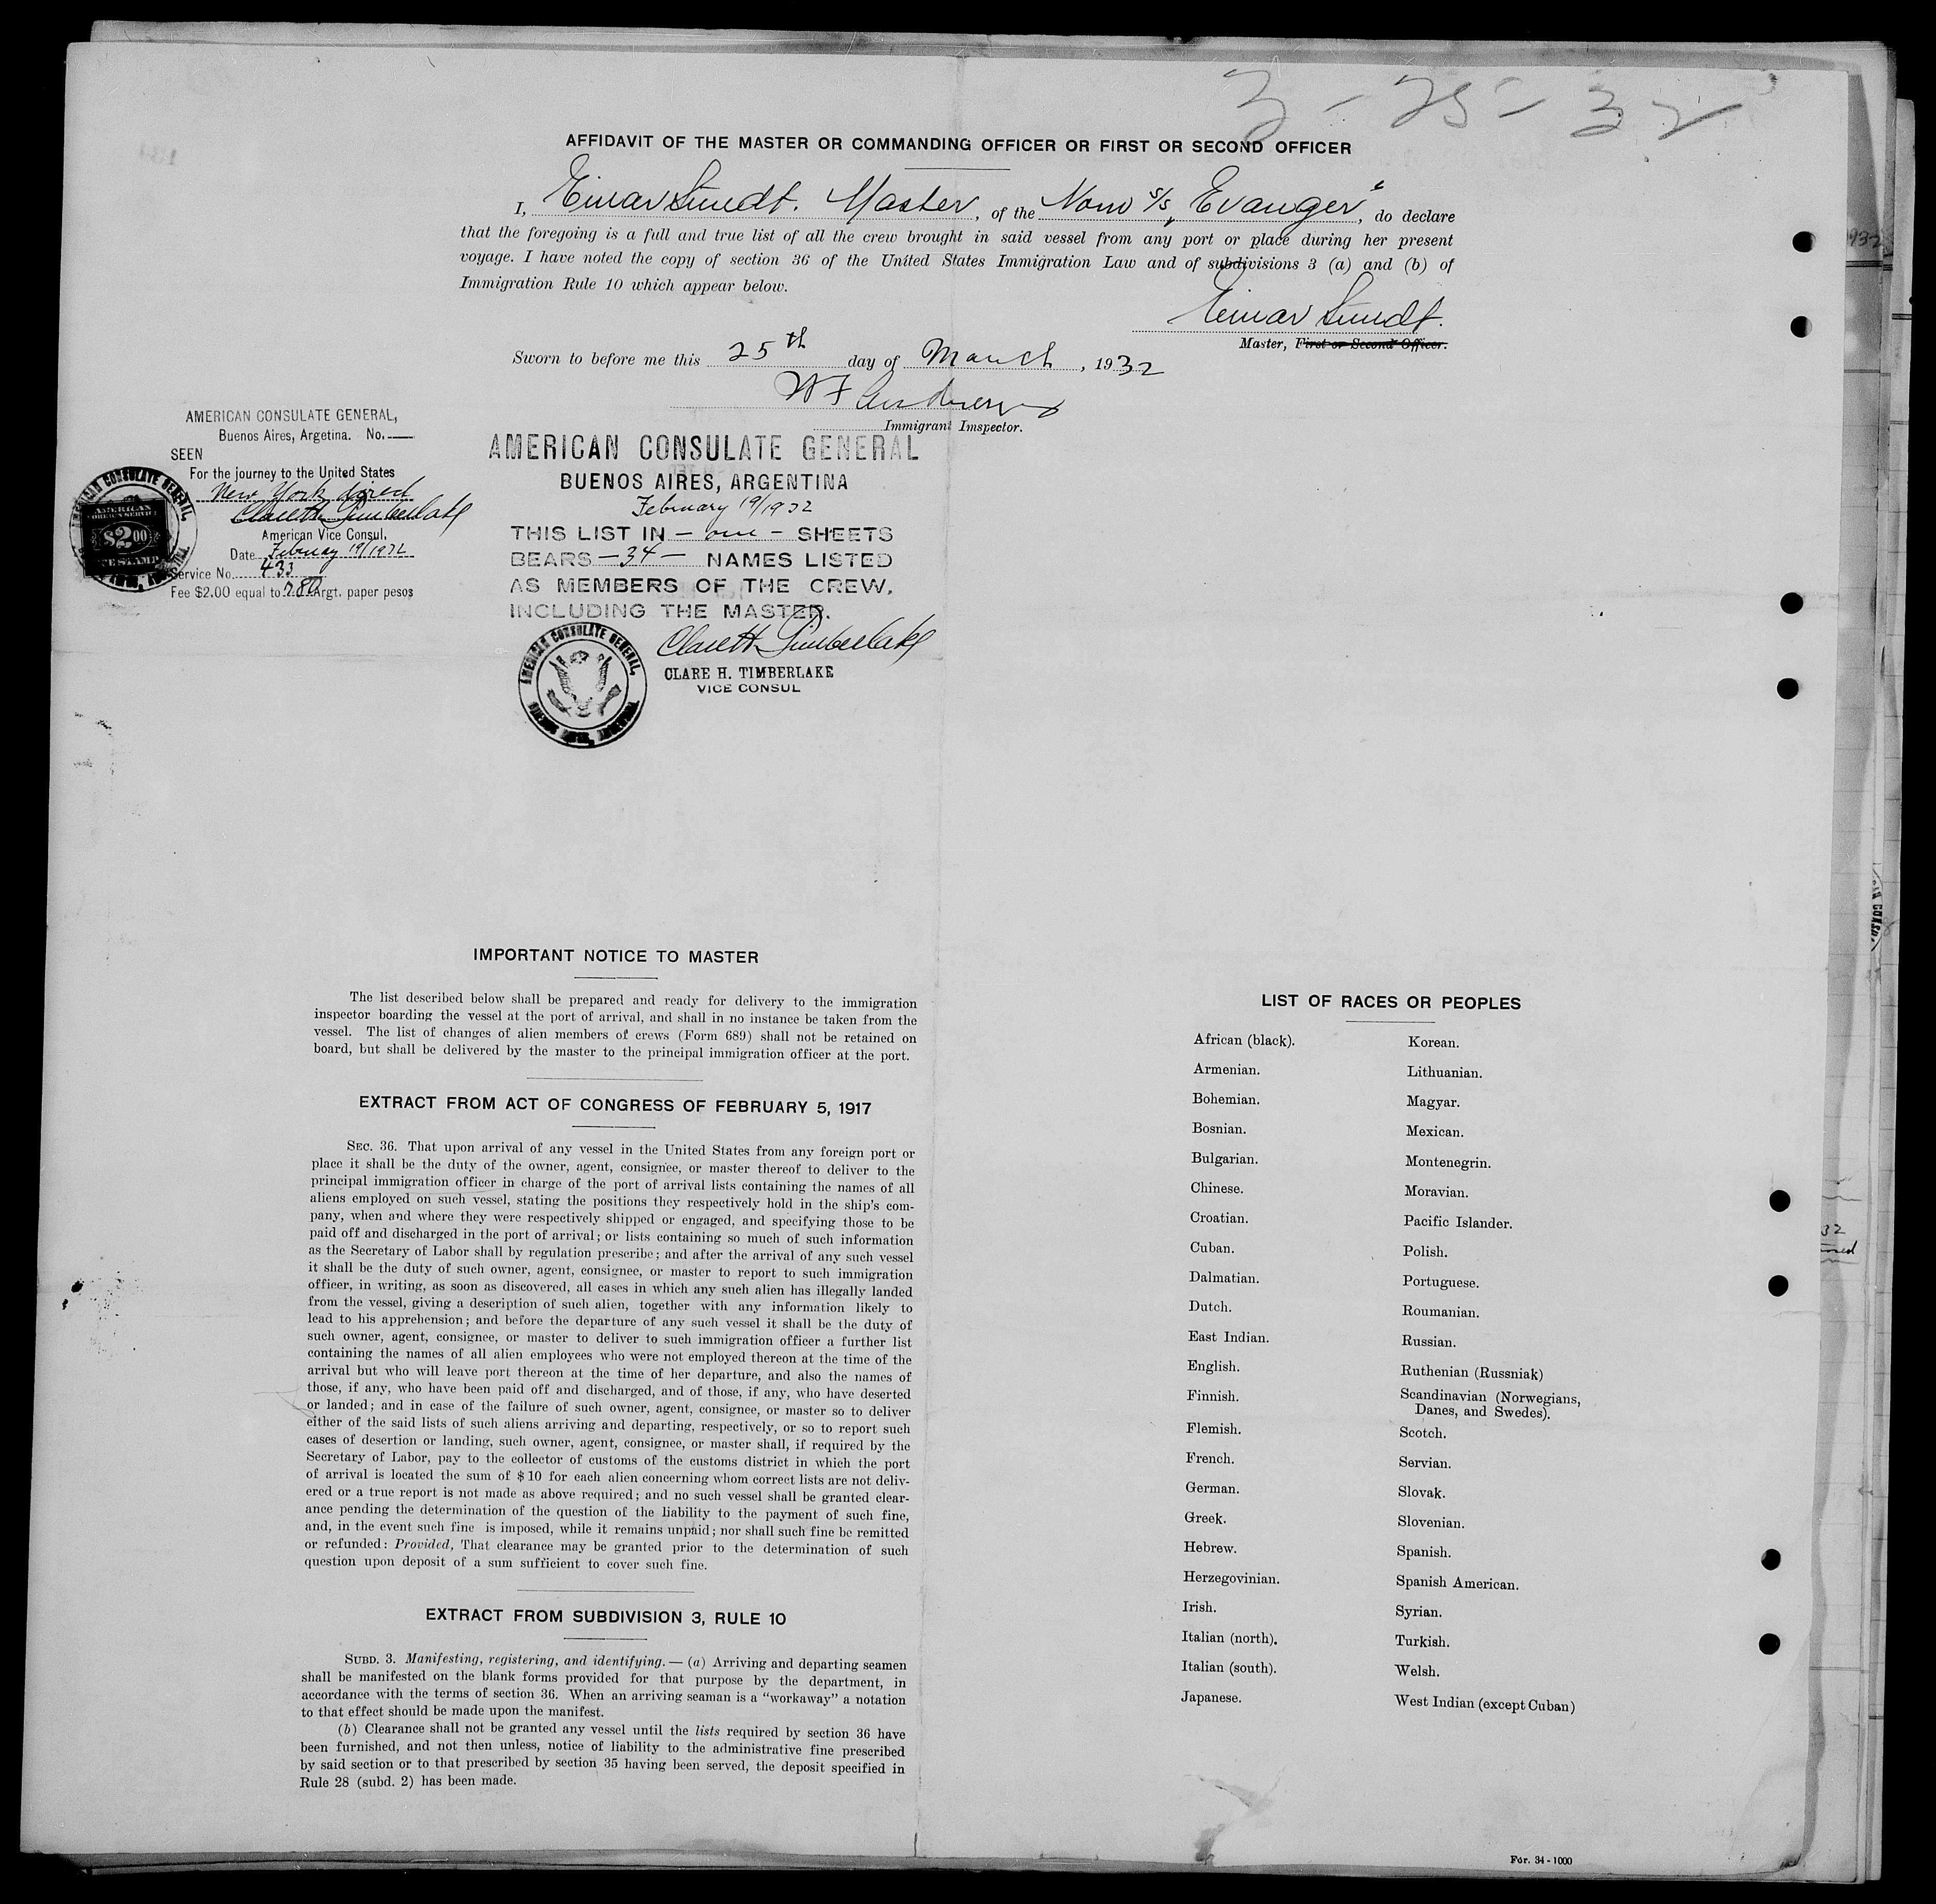 3 - 25 - 32
AFFIDAVIT OF THE MASTER OR COMMANDING OFFICER OR FIRST OR SECOND OFFICER
I, Einar Sundt. Master, of the Norw S/S "Evanger", do declare
that the foregoing is a full and true list of all the crew brought in said vessel from any port or place during her present
voyage. I have noted the copy of section 36 of the United States Immigration Law and of subdivisions 3 (a) and (b) of
Immigration Rule 10 which appear below.
Einar Sundt.
Master, First or Second Officer.
Sworn to before me this 25th day of March, 1932
W F
Immigrant Imspector.
AMERICAN CONSULATE GENERAL,
Buenos Aires, Argetina. No.
SEEN
For the journey to the United States
New York direct
Clare H. Timberlake
American Vice Consul,
Date February 19/1932
Service No. 433
Fee $2.00 equal to 7.80 Argt. paper pesos
AMERICAN CONSULATE GENERAL,
AMERICAN
FOREIGN SERVICE
$2.00
FEE STAMP
AMERICAN CONSULATE GENERAL
BUENOS AIRES, ARGENTINA
February 19/1932
THIS LIST IN - one - SHEETS
BEARS - 34 - NAMES LISTED
AS MEMBERS OF THE CREW,
INCLUDING THE MASTER.
Clare H. Timberlake
CLARE H. TIMBERLAKE
VICE CONSUL
AMERICAN CONSULATE GENERAL,
BUENOS AIRES, ARGENTINA
IMPORTANT NOTICE TO MASTER
The list described below shall be prepared and ready for delivery to the immigration
inspector boarding the vessel at the port of arrival, and shall in no instance be taken from the
vessel. The list of changes of alien members of crews (Form 689) shall not be retained on
board, but shall be delivered by the master to the principal immigration officer at the port.
EXTRACT FROM ACT OF CONGRESS OF FEBRUARY 5, 1917
SEC. 36. That upon arrival of any vessel in the United States from any foreign port or
place it shall be the duty of the owner, agent, consignee, or master thereof to deliver to the
principal immigration officer in charge of the port of arrival lists containing the names of all
aliens employed on such vessel, stating the positions they respectively hold in the ship's com-
pany, when and where they were respectively shipped or engaged, and specifying those to be
paid off and discharged in the port of arrival; or lists containing so much of such information
as the Secretary of Labor shall by regulation prescribe; and after the arrival of any such vessel
it shall be the duty of such owner, agent, consignee, or master to report to such immigration
officer, in writing, as soon as discovered, all cases in which any such alien has illegally landed
from the vessel, giving a description of such alien, together with any information likely to
lead to his apprehension; and before the departure of any such vessel it shall be the duty of
such owner, agent, consignee, or master to deliver to such immigration officer a further list
containing the names of all alien employees who were not employed thereon at the time of the
arrival but who will leave port thereon at the time of her departure, and also the names of
those, if any, who have been paid off and discharged, and of those, if any, who have deserted
or landed; and in case of the failure of such owner, agent, consignee, or master so to deliver
either of the said lists of such aliens arriving and departing, respectively, or so to report such
cases of desertion or landing, such owner, agent, consignee, or master shall, if required by the
Secretary of Labor, pay to the collector of customs of the customs district in which the port
of arrival is located the sum of $10 for each alien concerning whom correct lists are not deliv-
ered or a true report is not made as above required; and no such vessel shall be granted clear-
ance pending the determination of the question of the liability to the payment of such fine,
and, in the event such fine is imposed, while it remains unpaid; nor shall such fine be remitted
or refunded: Provided, That clearance may be granted prior to the determination of such
question upon deposit of a sum sufficient to cover such fine.
EXTRACT FROM SUBDIVISION 3, RULE 10
SUBD. 3. Manifesting, registering, and identifying. — (a) Arriving and departing seamen
shall be manifested on the blank forms provided for that purpose by the department, in
accordance with the terms of section 36. When an arriving seaman is a "workaway" a notation
to that effect should be made upon the manifest.
(b) Clearance shall not be granted any vessel until the lists required by section 36 have
been furnished, and not then unless, notice of liability to the administrative fine prescribed
by said section or to that prescribed by section 35 having been served, the deposit specified in
Rule 28 (subd. 2) has been made.
LIST OF RACES OR PEOPLES
African (black).
Armenian.
Bohemian.
Bosnian.
Bulgarian.
Chinese.
Croatian.
Cuban.
Dalmatian.
Dutch.
East Indian.
English.
Finnish.
Flemish.
French.
German.
Greek.
Hebrew.
Herzegovinian.
Irish.
Italian (north).
Italian (south).
Japanese.
Korean.
Lithuanian.
Magyar.
Mexican.
Montenegrin.
Moravian.
Pacific Islander.
Polish.
Portuguese.
Roumanian.
Russian.
Ruthenian (Russniak)
Scandinavian (Norwegians,
Danes, and Swedes).
Scotch.
Servian.
Slovak.
Slovenian.
Spanish.
Spanish American.
Syrian.
Turkish.
Welsh.
West Indian (except Cuban)
For. 34 - 1000